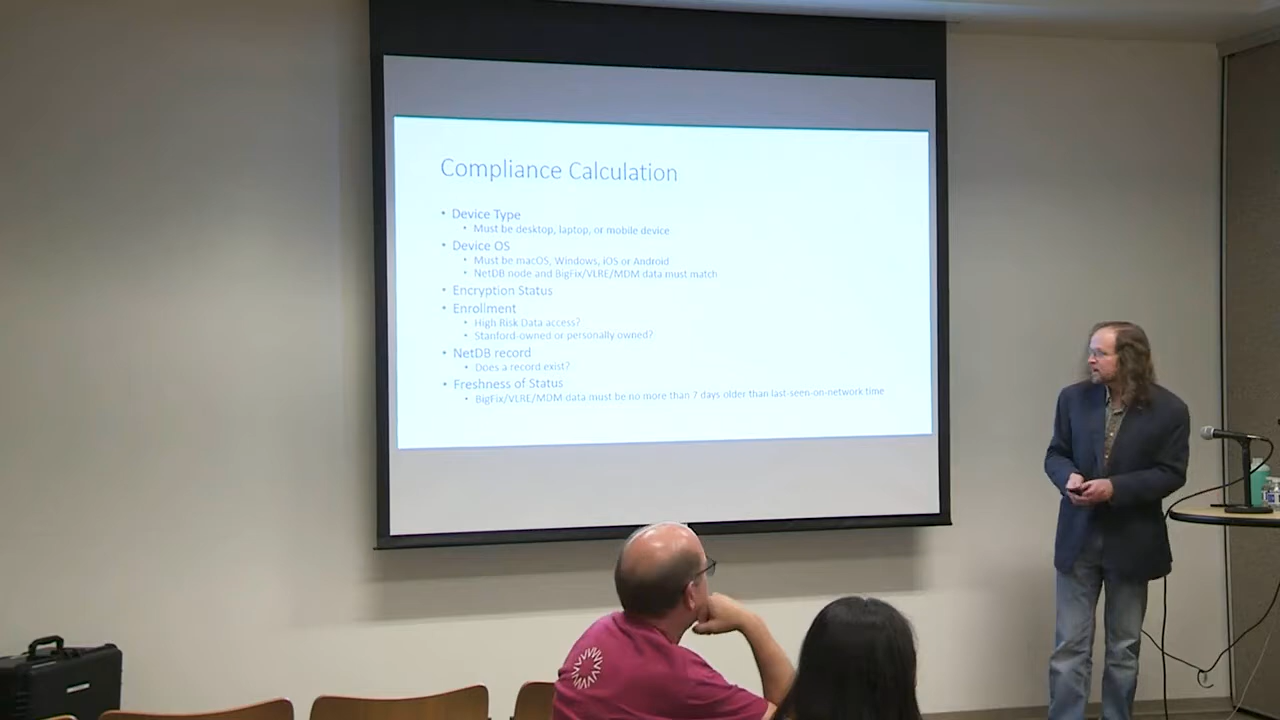 Compliance Calculation
• Device Type
• Must be desktop, laptop, or mobile device
• Device OS
• Must be macOS, Windows, iOS or Android
• NetDB node and BigFix/VLRE/MDM data must match
• Encryption Status
• Enrollment
• High Risk Data access?
• Stanford-owned or personally owned?
• NetDB record
• Does a record exist?
• Freshness of Status
• BigFix/VLRE/MDM data must be no more than 7 days older than last-seen-on-network time